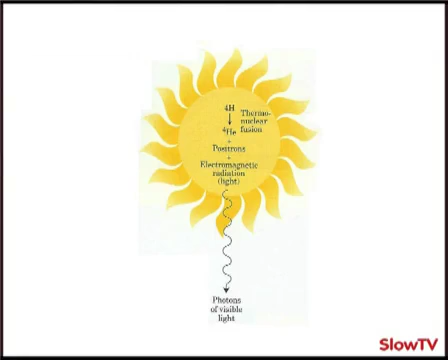 4H
↓
Thermo-
nuclear
fusion
⁴He
+
Positrons
+
Electromagnetic
radiation
(light)
Photons
of visible
light
SlowTV